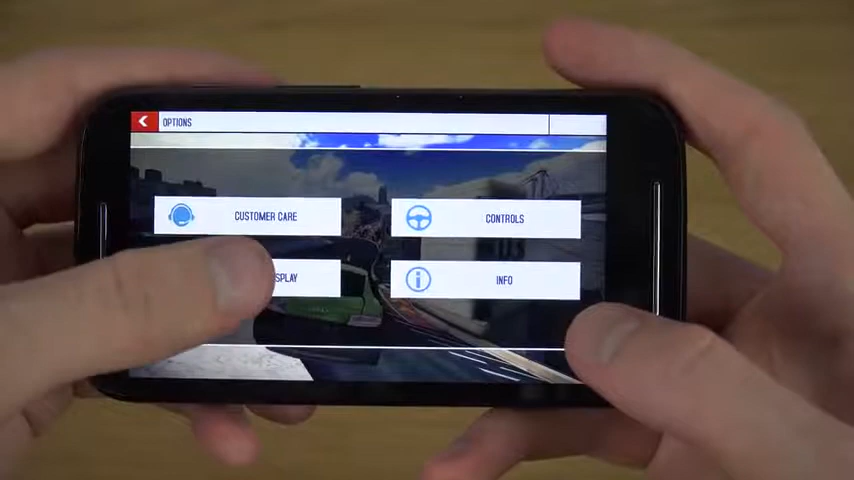 OPTIONS
CUSTOMER CARE
CONTROLS
SPLAY
INFO